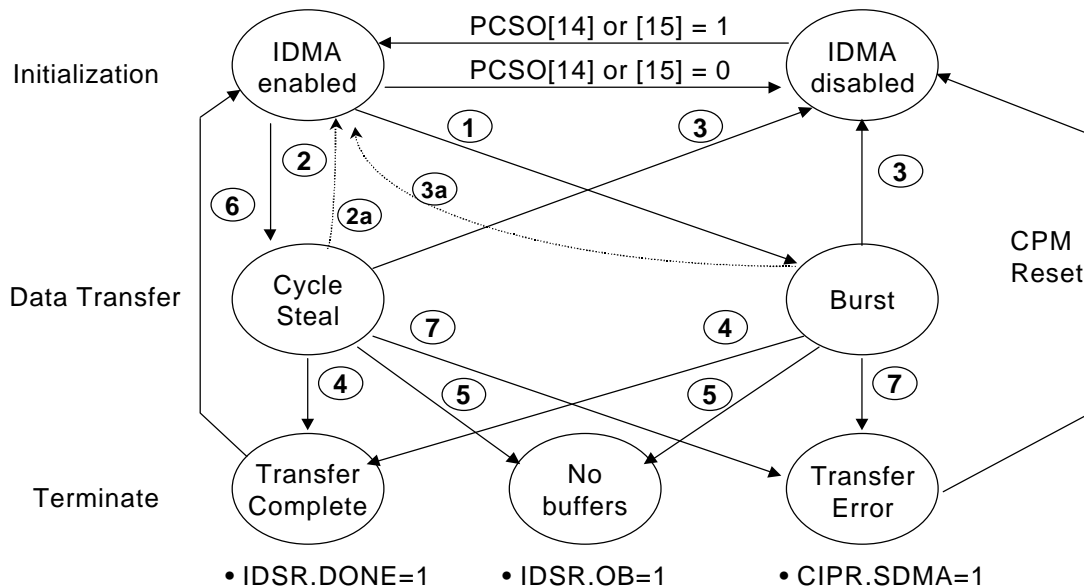 PCSO[14] or [15] = 1
IDMA
enabled
IDMA
disabled
Initialization
PCSO[14] or [15] = 0
1
3
2
3a
3
6
2a
CPM
Reset
Cycle
Steal
Burst
Data Transfer
7
4
4
5
5
7
Transfer
Complete
No
buffers
Transfer
Error
Terminate
• IDSR.DONE=1
• IDSR.OB=1
• CIPR.SDMA=1